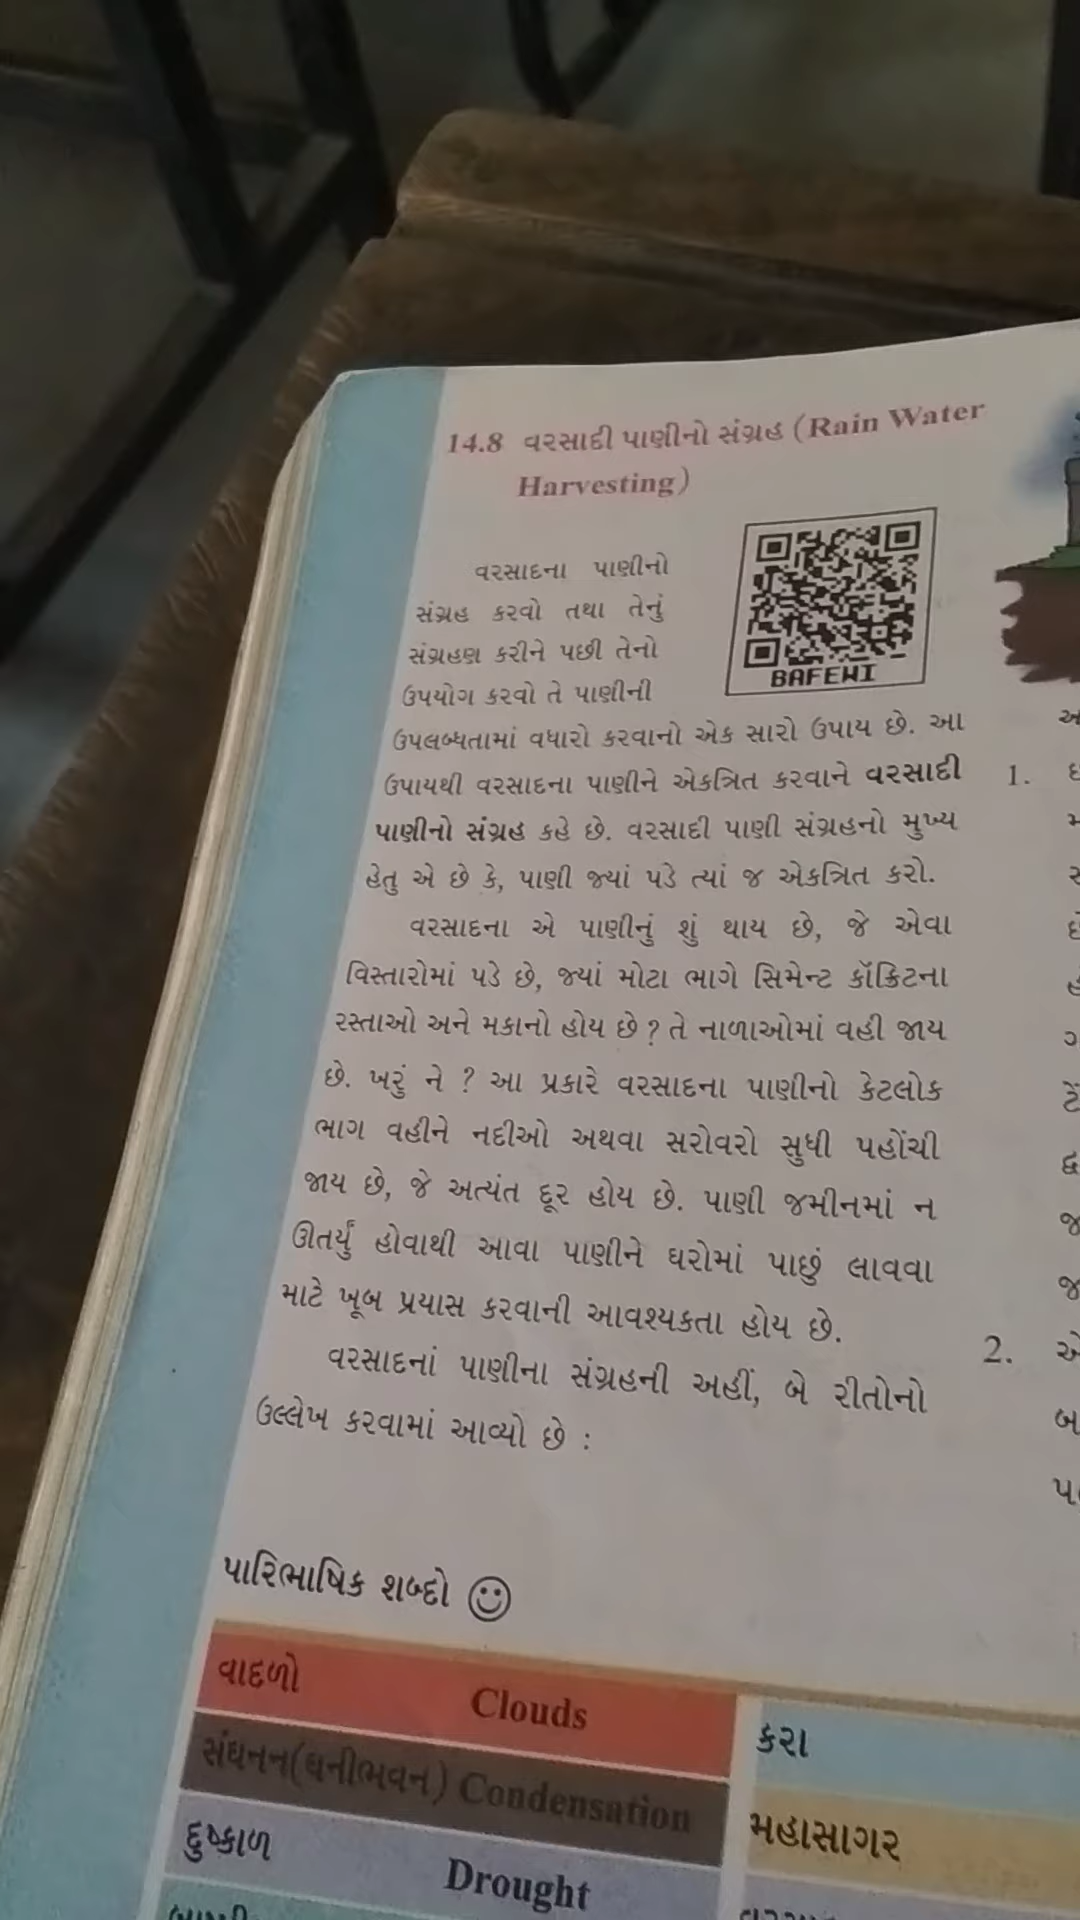 14.8 વરસાદી પાણીનો સંગ્રહ (Rain Water
Harvesting)
BAFEWI
વરસાદના પાણીનો
સંગ્રહ કરવો તથા તેનું
સંગ્રહણ કરીને પછી તેનો
ઉપયોગ કરવો તે પાણીની
ઉપલબ્ધતામાં વધારો કરવાનો એક સારો ઉપાય છે. આ
ઉપાયથી વરસાદના પાણીને એકત્રિત કરવાને વરસાદી
પાણીનો સંગ્રહ કહે છે. વરસાદી પાણી સંગ્રહનો મુખ્ય
હેતુ એ છે કે, પાણી જ્યાં પડે ત્યાં જ એકત્રિત કરો.
વરસાદના એ પાણીનું શું થાય છે, જે એવા
વિસ્તારોમાં પડે છે, જ્યાં મોટા ભાગે સિમેન્ટ કૉંક્રિટના
રસ્તાઓ અને મકાનો હોય છે ? તે નાળાઓમાં વહી જાય
છે. ખરું ને ? આ પ્રકારે વરસાદના પાણીનો કેટલોક
ભાગ વહીને નદીઓ અથવા સરોવરો સુધી પહોંચી
જાય છે, જે અત્યંત દૂર હોય છે. પાણી જમીનમાં ન
ઊતર્યું હોવાથી આવા પાણીને ઘરોમાં પાછું લાવવા
માટે ખૂબ પ્રયાસ કરવાની આવશ્યકતા હોય છે.
વરસાદનાં પાણીના સંગ્રહની અહીં, બે રીતોનો
ઉલ્લેખ કરવામાં આવ્યો છે :
1.
2.
પારિભાષિક શબ્દો
વાદળો Clouds
કરા
સંઘનન(ઘનીભવન) Condensation
મહાસાગર
દુષ્કાળ Drought